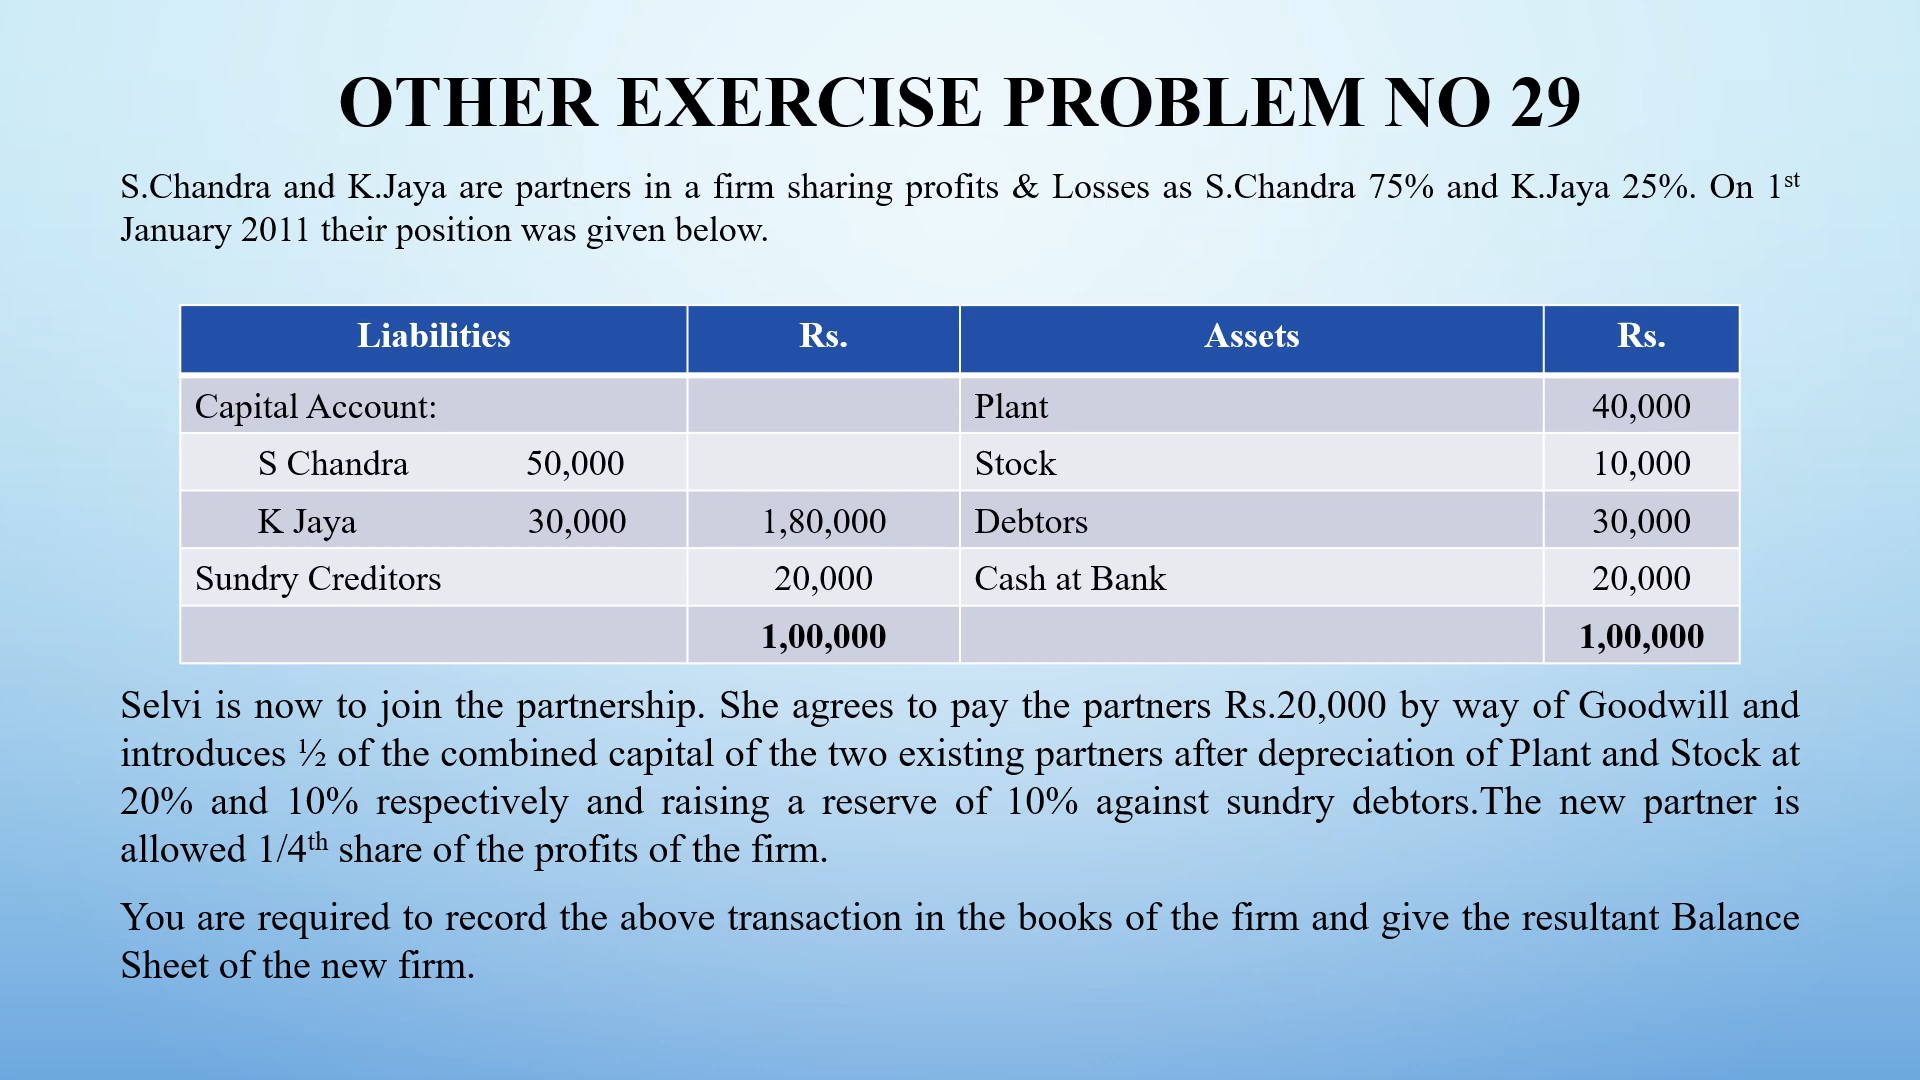 OTHER EXERCISE PROBLEM NO 29
S.Chandra and K.Jaya are partners in a firm sharing profits & Losses as S.Chandra 75% and K.Jaya 25%. On 1st
January 2011 their position was given below.
Liabilities Rs. Assets Rs.
Capital Account: Plant 40,000
S Chandra 50,000 Stock 10,000
K Jaya 30,000 1,80,000 Debtors 30,000
Sundry Creditors 20,000 Cash at Bank 20,000
1,00,000 1,00,000
Selvi is now to join the partnership. She agrees to pay the partners Rs.20,000 by way of Goodwill and
introduces ½ of the combined capital of the two existing partners after depreciation of Plant and Stock at
20% and 10% respectively and raising a reserve of 10% against sundry debtors.The new partner is
allowed 1/4th share of the profits of the firm.
You are required to record the above transaction in the books of the firm and give the resultant Balance
Sheet of the new firm.